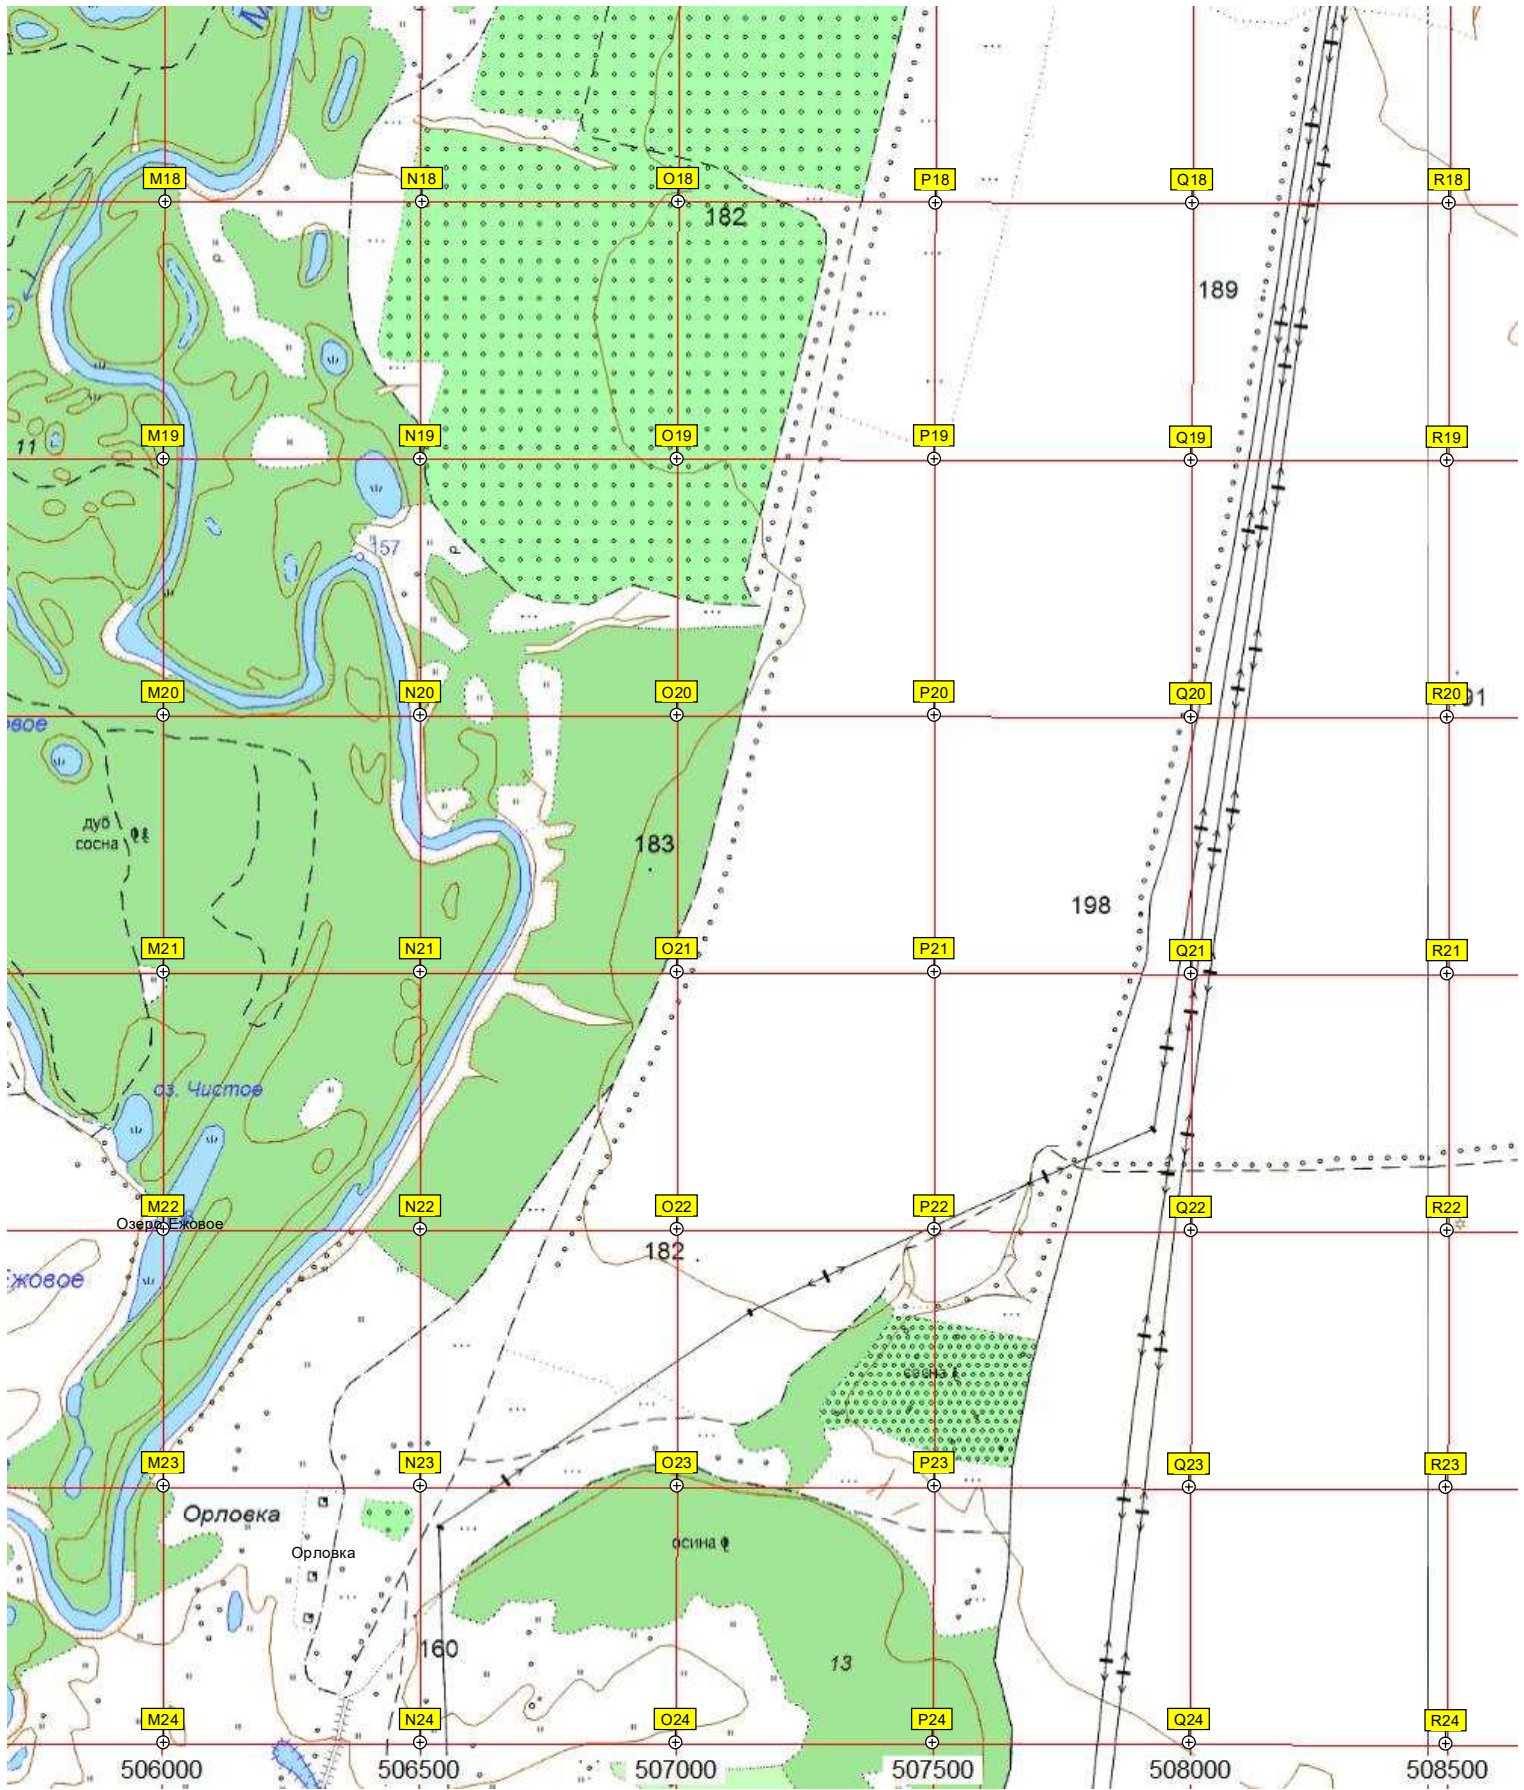 M18 N18 O18 P18 Q18 R18
182
189
M19 N19 O19 P19 Q19 R19
11
157
M20 N20 O20 P20 Q20 R20
91
овое
дуб
сосна
183
198
M21 N21 O21 P21 Q21 R21
оз. Чистое
M22 N22 O22 P22 Q22 R22
Озеро Ежовое
182
жовое
сосна
M23 N23 O23 P23 Q23 R23
Орловка
осина
Орловка
160
13
M24 N24 O24 P24 Q24 R24
506000 506500 507000 507500 508000 508500